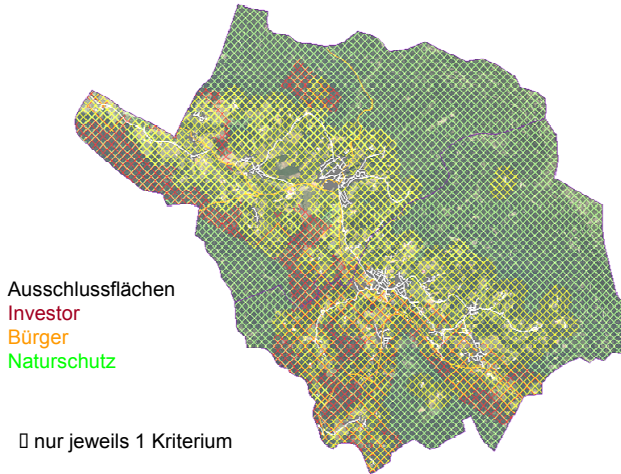 Ausschlussflächen
Investor
Bürger
Naturschutz
▯ nur jeweils 1 Kriterium